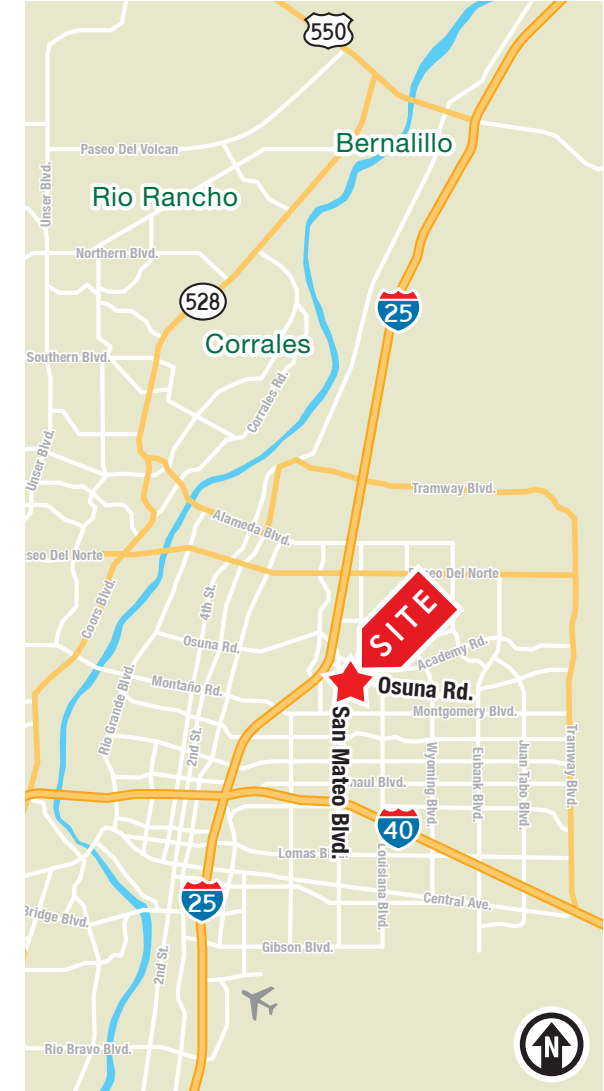 550
Paseo Del Volcan
Bernalillo
Unser Blvd.
Rio Rancho
Northern Blvd.
528
25
Corrales
Southern Blvd.
Corrales Rd.
Unser Blvd.
Tramway Blvd.
Alameda Blvd.
seo Del Norte
eo Del Norte
Coors Blvd.
4th St.
SITE
Osuna Rd.
Academy Rd.
Montaño Rd.
Osuna Rd.
Rio Grande Blvd.
Montgomery Blvd.
San Mateo Blvd.
2nd St.
Wyoming Blvd.
Eubank Blvd.
Juan Tabo Blvd.
Tramway Blvd.
naul Blvd.
40
Lomas B
Louisiana Blvd.
25
Central Ave.
Bridge Blvd.
Gibson Blvd.
2nd St.
Rio Bravo Blvd.
N